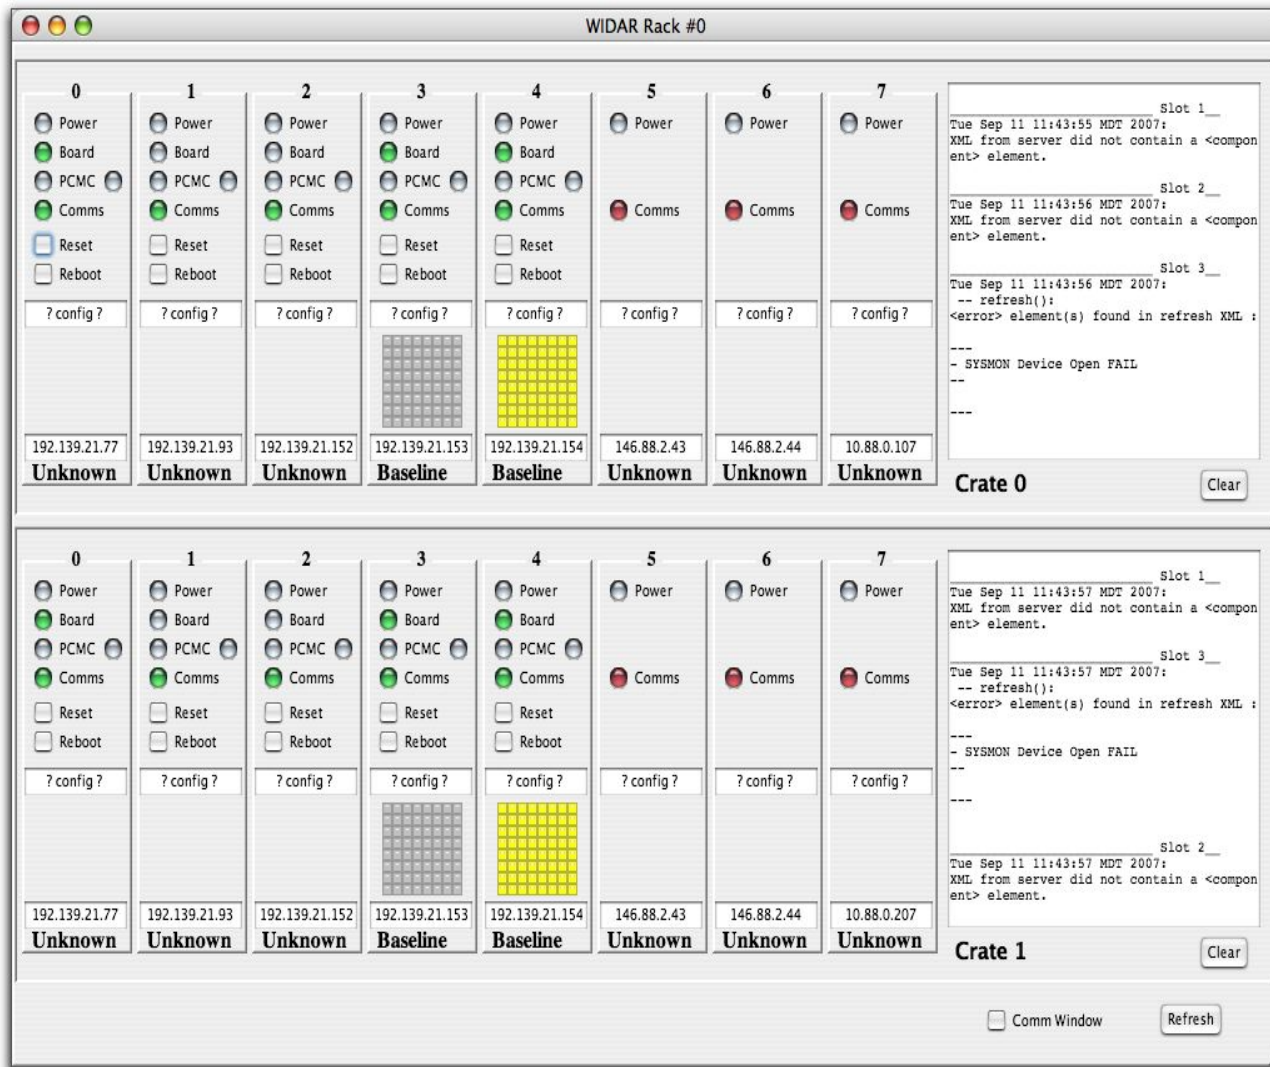 WIDAR Rack #0
0 1 2 3 4 5 6 7
Power Power Power Power Power Power Power Power
Board Board Board Board Board
PCMC PCMC PCMC PCMC PCMC
Comms Comms Comms Comms Comms Comms Comms Comms
Reset Reset Reset Reset Reset
Reboot Reboot Reboot Reboot Reboot
? config ? ? config ? ? config ? ? config ? ? config ? ? config ? ? config ? ? config ?
192.139.21.77 192.139.21.93 192.139.21.152 192.139.21.153 192.139.21.154 146.88.2.43 146.88.2.44 10.88.0.107
Unknown Unknown Unknown Baseline Baseline Unknown Unknown Unknown
____________________________ Slot 1__
Tue Sep 11 11:43:55 MDT 2007:
XML from server did not contain a <compon
ent> element.
____________________________ Slot 2__
Tue Sep 11 11:43:56 MDT 2007:
XML from server did not contain a <compon
ent> element.
____________________________ Slot 3__
Tue Sep 11 11:43:56 MDT 2007:
-- refresh():
<error> element(s) found in refresh XML :
---
- SYSMON Device Open FAIL
--
---
Crate 0 Clear
0 1 2 3 4 5 6 7
Power Power Power Power Power Power Power Power
Board Board Board Board Board
PCMC PCMC PCMC PCMC PCMC
Comms Comms Comms Comms Comms Comms Comms Comms
Reset Reset Reset Reset Reset
Reboot Reboot Reboot Reboot Reboot
? config ? ? config ? ? config ? ? config ? ? config ? ? config ? ? config ? ? config ?
192.139.21.77 192.139.21.93 192.139.21.152 192.139.21.153 192.139.21.154 146.88.2.43 146.88.2.44 10.88.0.207
Unknown Unknown Unknown Baseline Baseline Unknown Unknown Unknown
____________________________ Slot 1__
Tue Sep 11 11:43:57 MDT 2007:
XML from server did not contain a <compon
ent> element.
____________________________ Slot 3__
Tue Sep 11 11:43:57 MDT 2007:
-- refresh():
<error> element(s) found in refresh XML :
---
- SYSMON Device Open FAIL
--
---
____________________________ Slot 2__
Tue Sep 11 11:43:57 MDT 2007:
XML from server did not contain a <compon
ent> element.
Crate 1 Clear
Comm Window Refresh